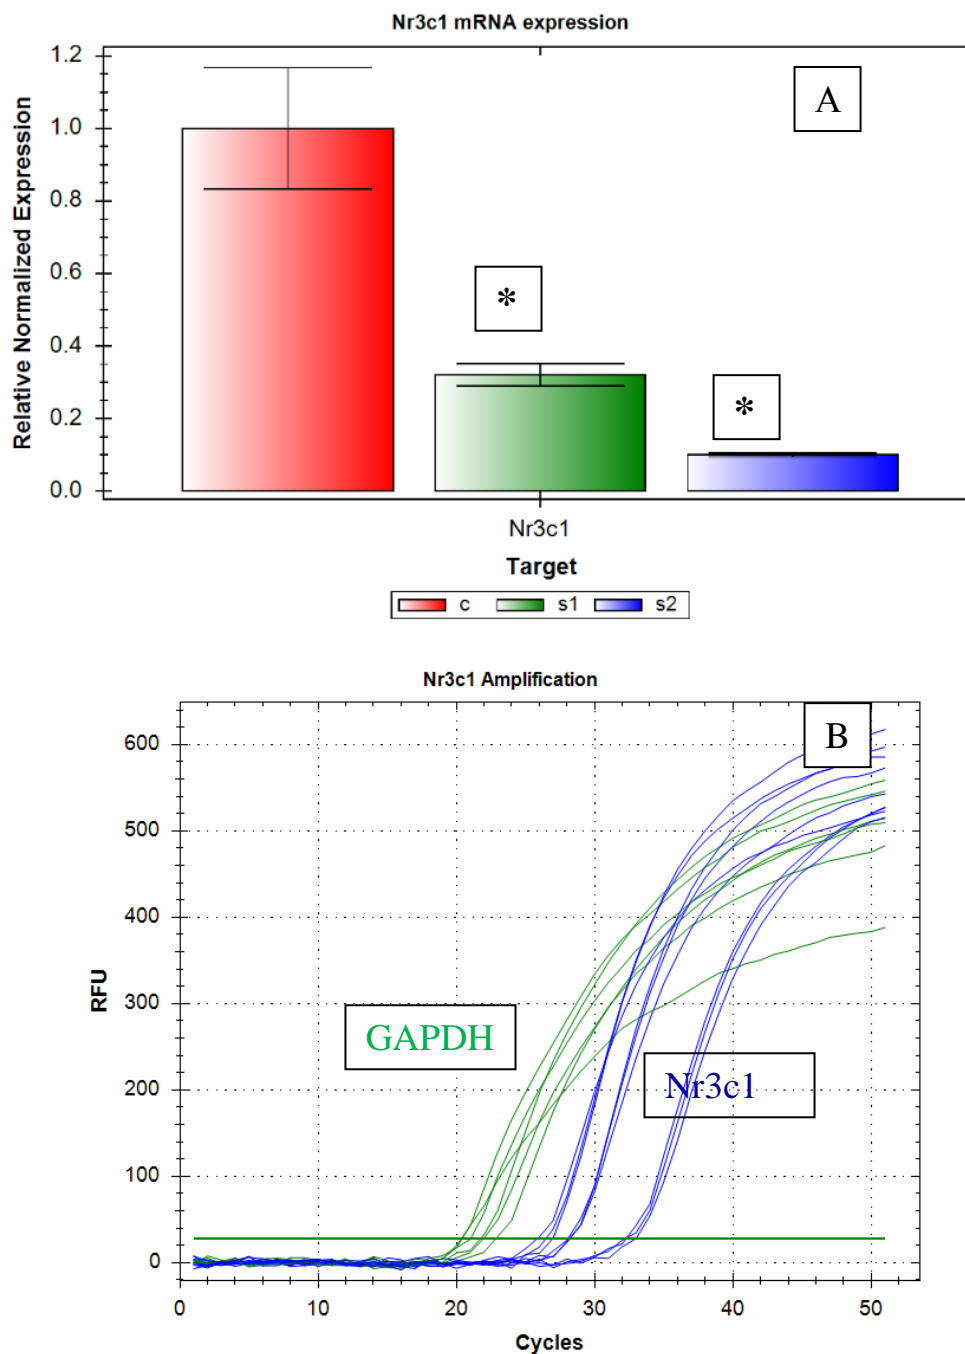 Nr3c1 mRNA expression
A
Relative Normalized Expression
1.2
1.0
0.8
0.6
0.4
0.2
0.0
*
*
Nr3c1
Target
c s1 s2
Nr3c1 Amplification
B
RFU
600
500
400
300
200
100
0
GAPDH
Nr3c1
0 10 20 30 40 50
Cycles